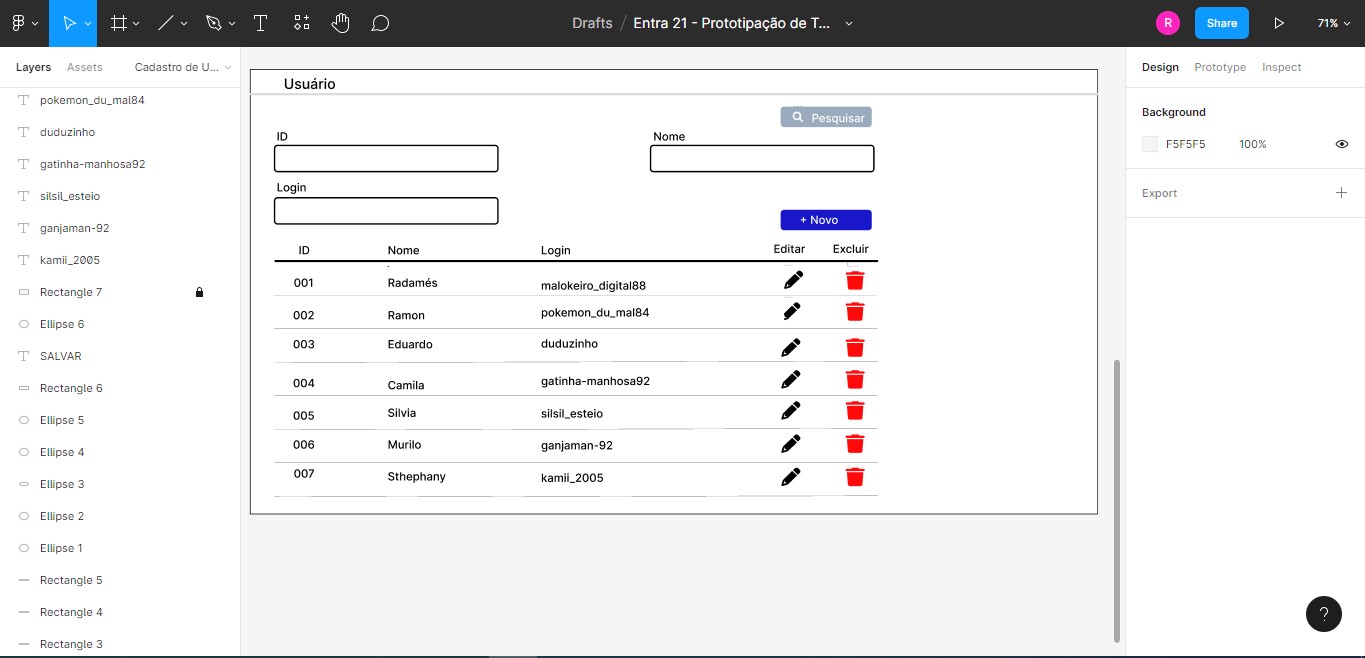 Drafts / Entra 21 - Prototipação de T...
R
Share
71%
Layers
Assets
Cadastro de U...
pokemon_du_mal84
duduzinho
gatinha-manhosa92
silsil_esteio
ganjaman-92
kamii_2005
Rectangle 7
Ellipse 6
SALVAR
Rectangle 6
Ellipse 5
Ellipse 4
Ellipse 3
Ellipse 2
Ellipse 1
Rectangle 5
Rectangle 4
Rectangle 3
Usuário
Pesquisar
ID
Nome
Login
+ Novo
ID Nome Login Editar Excluir
001 Radamés malokeiro_digital88
002 Ramon pokemon_du_mal84
003 Eduardo duduzinho
004 Camila gatinha-manhosa92
005 Silvia silsil_esteio
006 Murilo ganjaman-92
007 Sthephany kamii_2005
Design
Prototype
Inspect
Background
F5F5F5 100%
Export
?